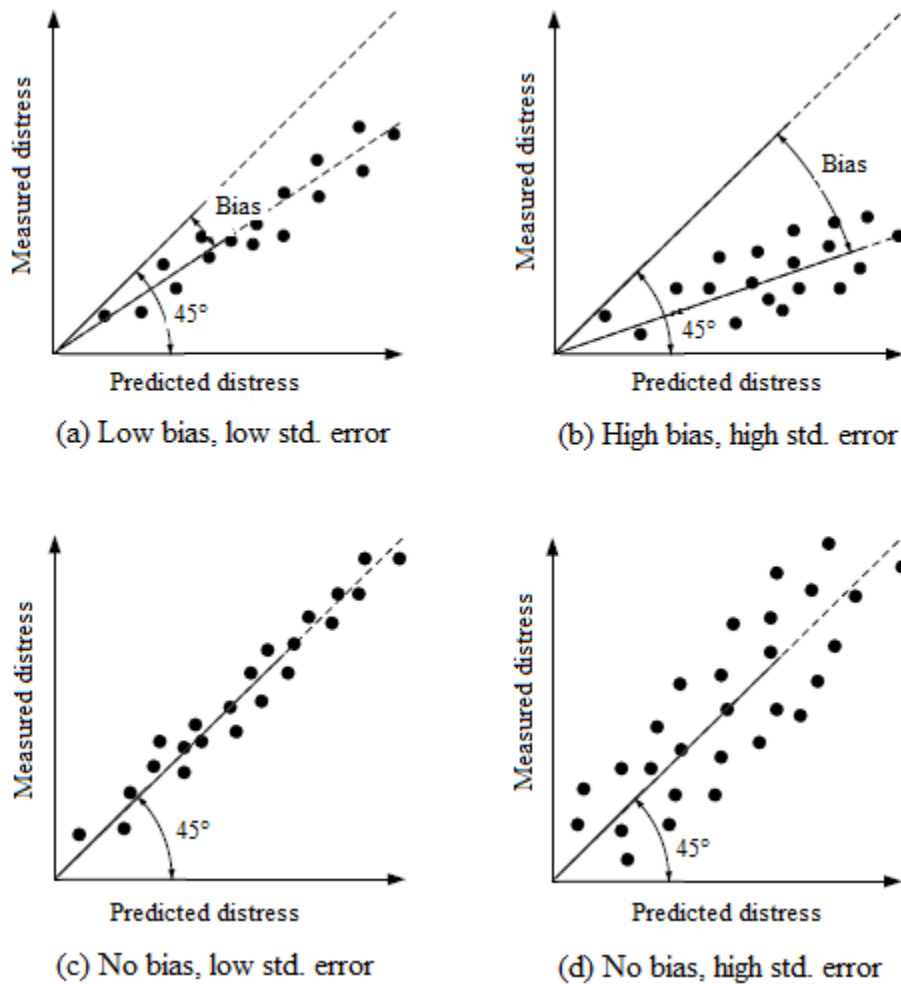 Measured distress
Bias
45°
Predicted distress
(a) Low bias, low std. error
Measured distress
Bias
45°
Predicted distress
(b) High bias, high std. error
Measured distress
45°
Predicted distress
(c) No bias, low std. error
Measured distress
45°
Predicted distress
(d) No bias, high std. error